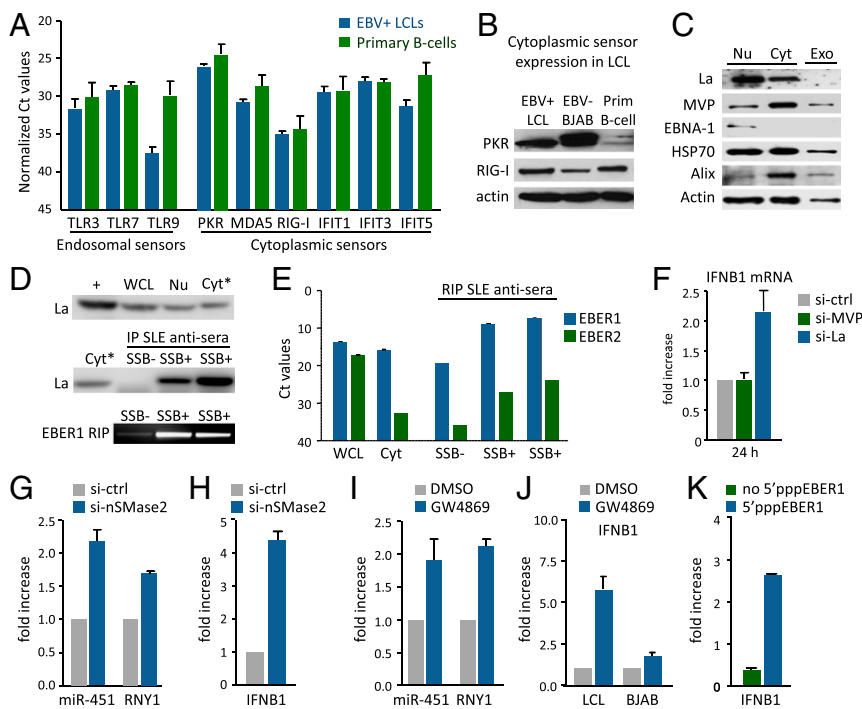 A
EBV+ LCLs
Primary B-cells
Normalized Ct values
20
25
30
35
40
45
TLR3 TLR7 TLR9 PKR MDA5 RIG-I IFIT1 IFIT3 IFIT5
Endosomal sensors Cytoplasmic sensors
B
Cytoplasmic sensor
expression in LCL
EBV+ EBV- Prim
LCL BJAB B-cell
PKR
RIG-I
actin
C
Nu Cyt Exo
La
MVP
EBNA-1
HSP70
Alix
Actin
D
+ WCL Nu Cyt*
La
IP SLE anti-sera
Cyt* SSB- SSB+ SSB+
La
SSB- SSB+ SSB+
EBER1 RIP
E
RIP SLE anti-sera
EBER1
EBER2
Ct values
0
10
20
30
40
WCL Cyt SSB- SSB+ SSB+
F
IFNB1 mRNA
si-ctrl
si-MVP
si-La
fold increase
2.5
2.0
1.5
1.0
0.5
0
24 h
G
si-ctrl
si-nSMase2
fold increase
2.5
2.0
1.5
1.0
0.5
0.0
miR-451 RNY1
H
si-ctrl
si-nSMase2
5
4
3
2
1
0
IFNB1
I
DMSO
GW4869
fold increase
2.5
2.0
1.5
1.0
0.5
0
miR-451 RNY1
J
DMSO
GW4869
IFNB1
fold increase
10.0
7.5
5.0
2.5
0
LCL BJAB
K
no 5'pppEBER1
5'pppEBER1
fold increase
4
3
2
1
0
IFNB1